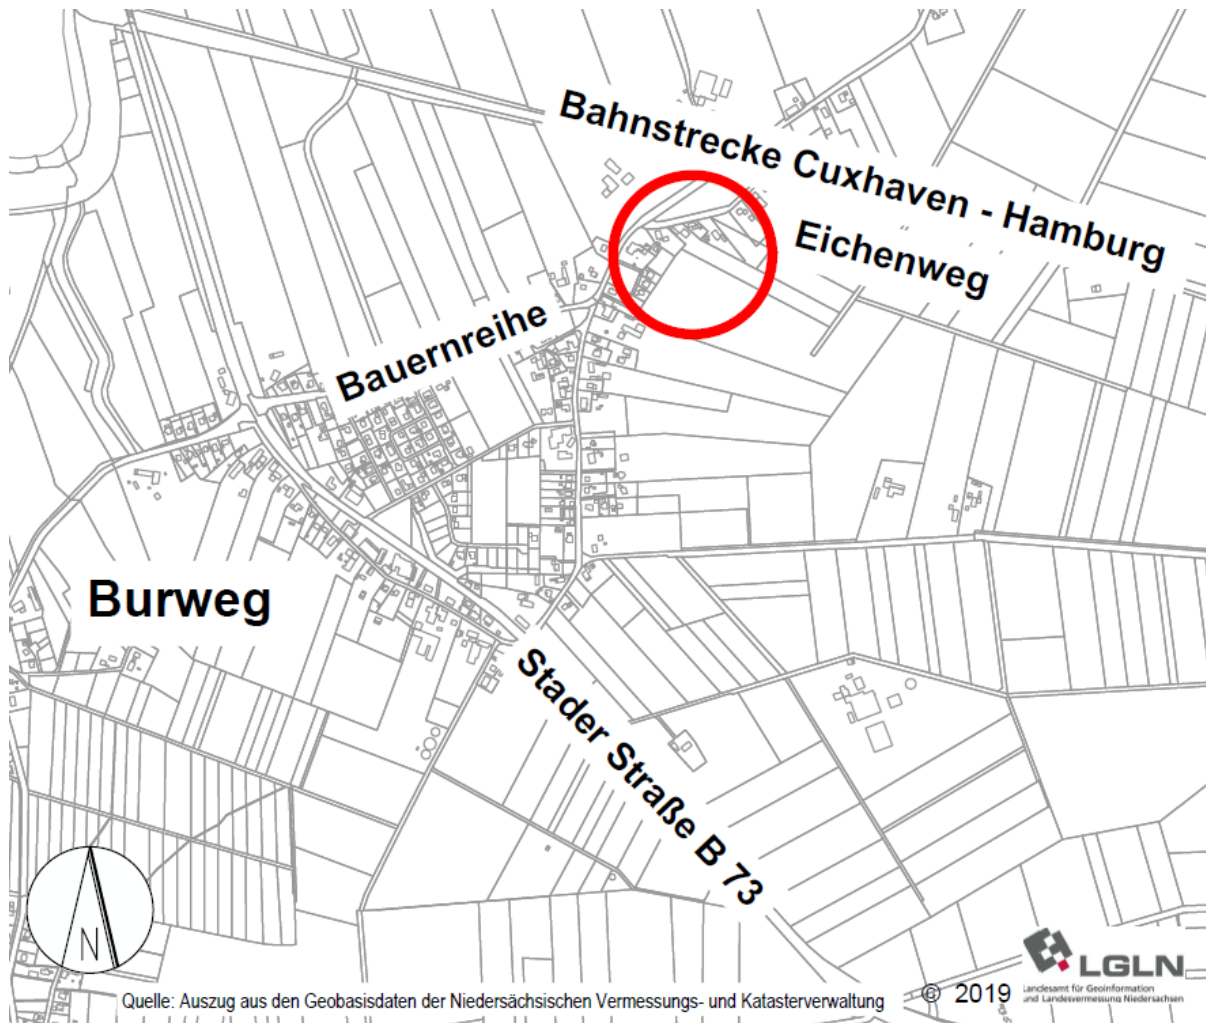 Bahnstrecke Cuxhaven - Hamburg
Eichenweg
Bauernreihe
Burweg
Stader Straße B 73
N
LGLN
Quelle: Auszug aus den Geobasisdaten der Niedersächsischen Vermessungs- und Katasterverwaltung
© 2019
Landesamt für Geoinformation
und Landesvermessung Niedersachsen